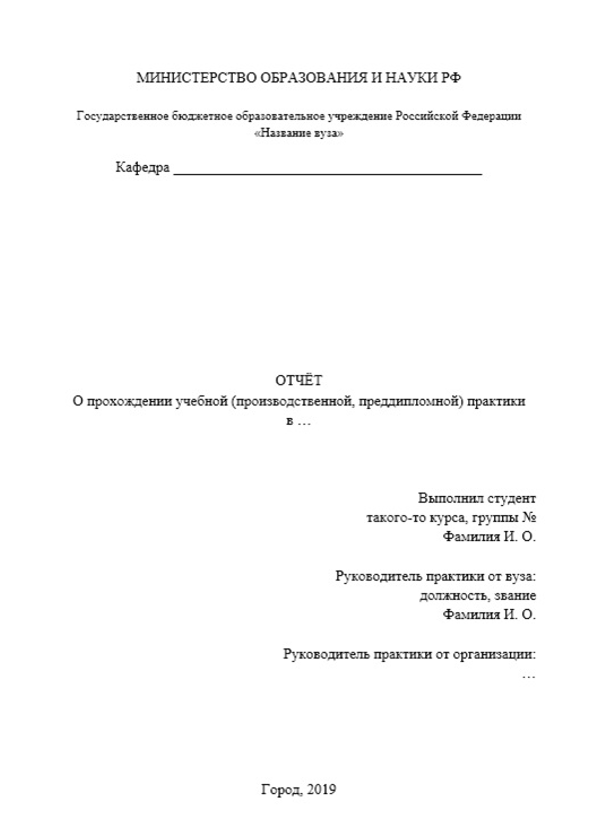 МИНИСТЕРСТВО ОБРАЗОВАНИЯ И НАУКИ РФ
Государственное бюджетное образовательное учреждение Российской Федерации
«Название вуза»
Кафедра ____________________________________________
ОТЧЁТ
О прохождении учебной (производственной, преддипломной) практики
в …
Выполнил студент
такого-то курса, группы №
Фамилия И. О.
Руководитель практики от вуза:
должность, звание
Фамилия И. О.
Руководитель практики от организации:
…
Город, 2019